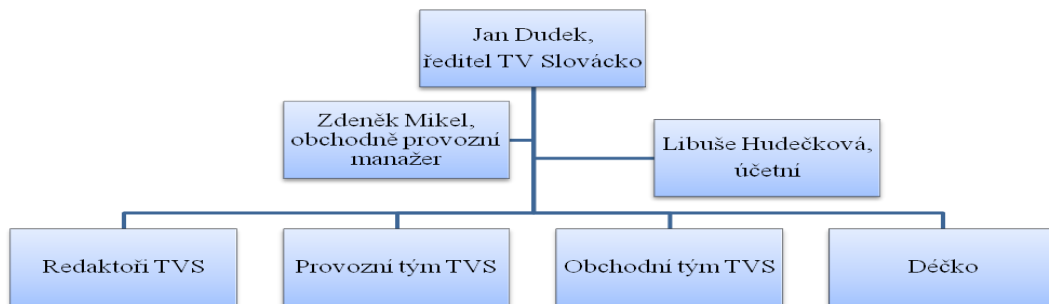 Jan Dudek,
ředitel TV Slovácko
Zdeněk Mikel,
obchodně provozní
manažer
Libuše Hudečková,
účetní
Redaktoři TVS
Provozní tým TVS
Obchodní tým TVS
Déčko